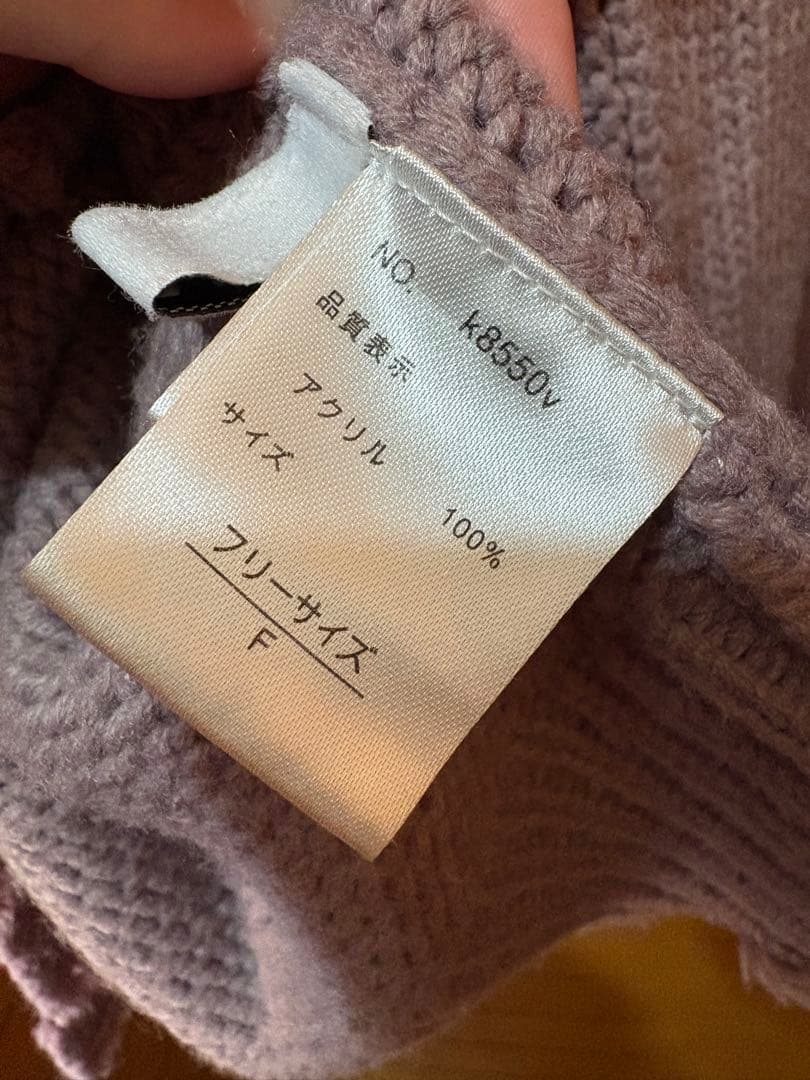 NO. k8550v
品質表示
アクリル 100%
サイズ
フリーサイズ
F